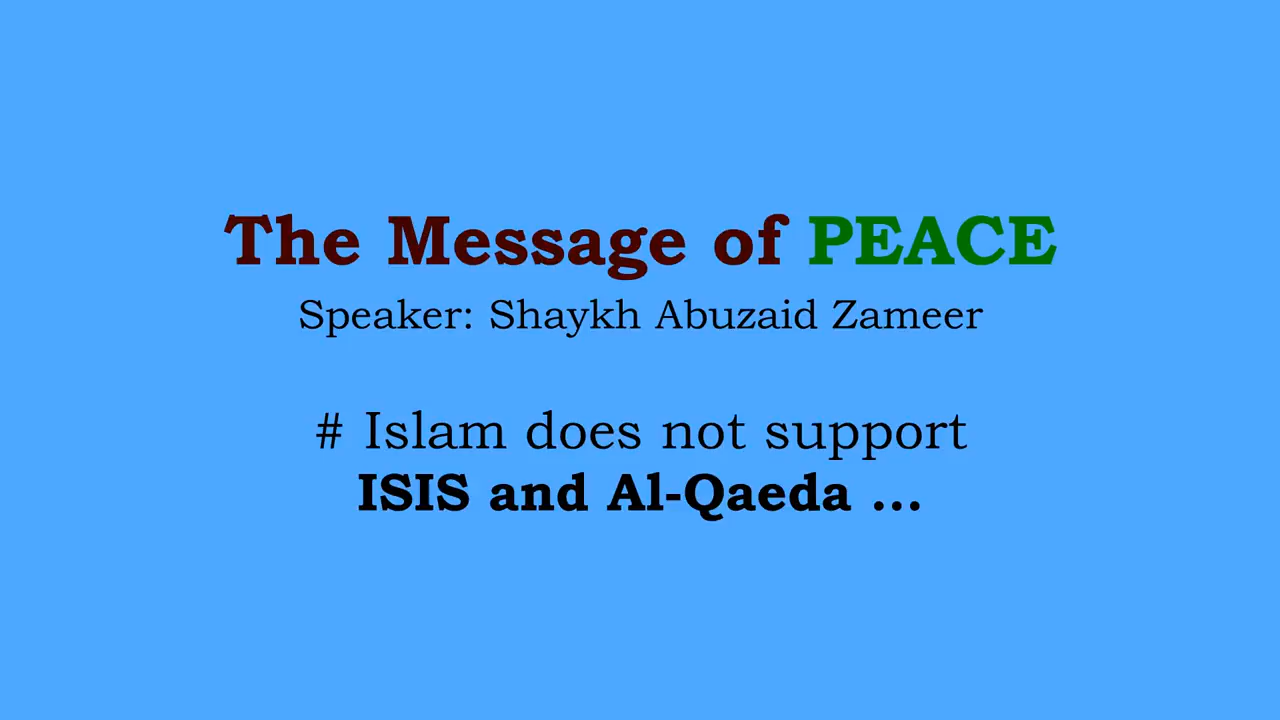 The Message of PEACE
Speaker: Shaykh Abuzaid Zameer
# Islam does not support
ISIS and Al-Qaeda ...